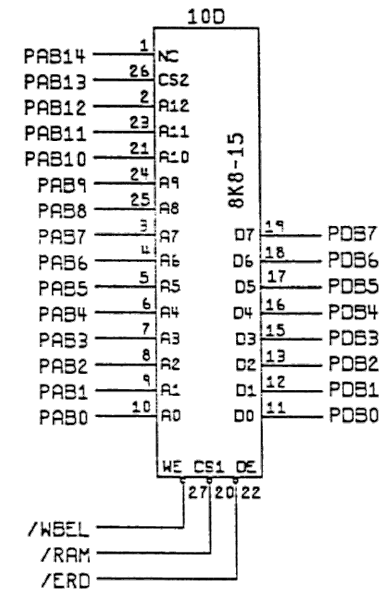 10D
PAB14 1 NC
PAB13 26 CS2
PAB12 2 A12
PAB11 23 A11
PAB10 21 A10
PAB9 24 A9
PAB8 25 A8
8K8-15
PAB7 3 A7 D7 19 PDB7
PAB6 4 A6 D6 18 PDB6
PAB5 5 A5 D5 17 PDB5
PAB4 6 A4 D4 16 PDB4
PAB3 7 A3 D3 15 PDB3
PAB2 8 A2 D2 13 PDB2
PAB1 9 A1 D1 12 PDB1
PAB0 10 A0 D0 11 PDB0
WE CS1 OE
27 20 22
/WBEL
/RAM
/ERD